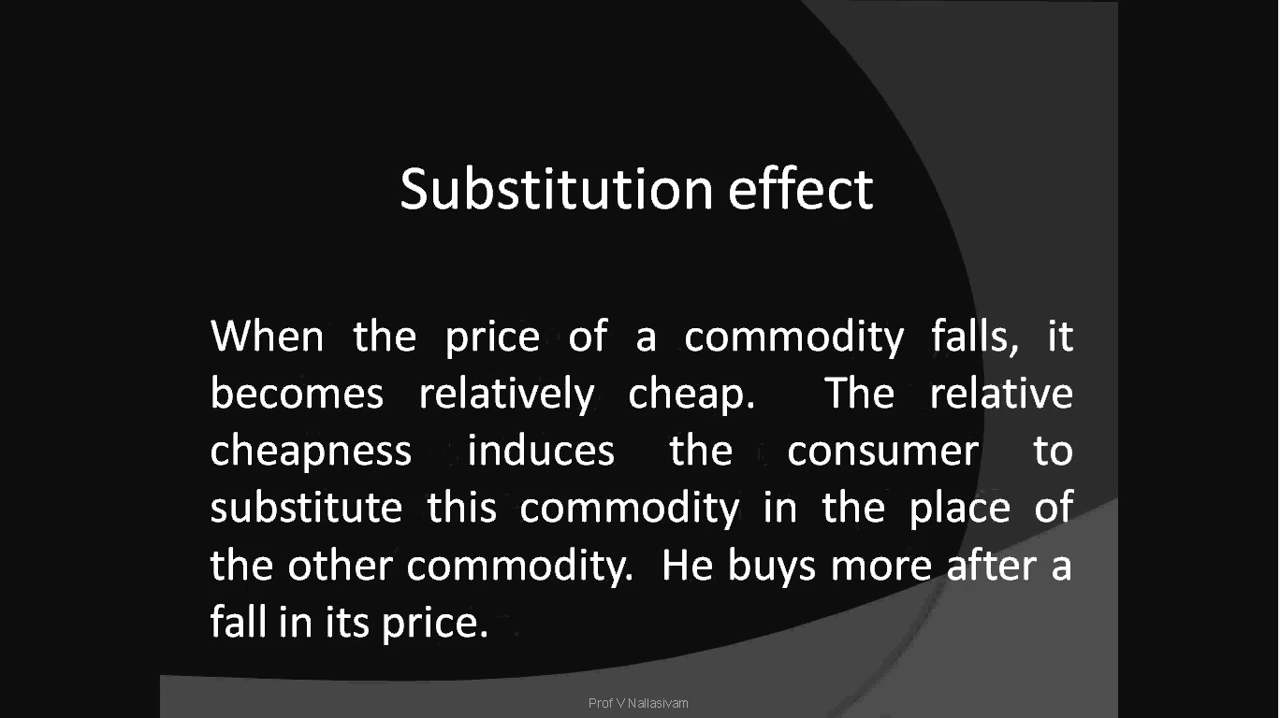 Substitution effect
When the price of a commodity falls, it
becomes relatively cheap. The relative
cheapness induces the consumer to
substitute this commodity in the place of
the other commodity. He buys more after a
fall in its price.
Prof V Nallasivam